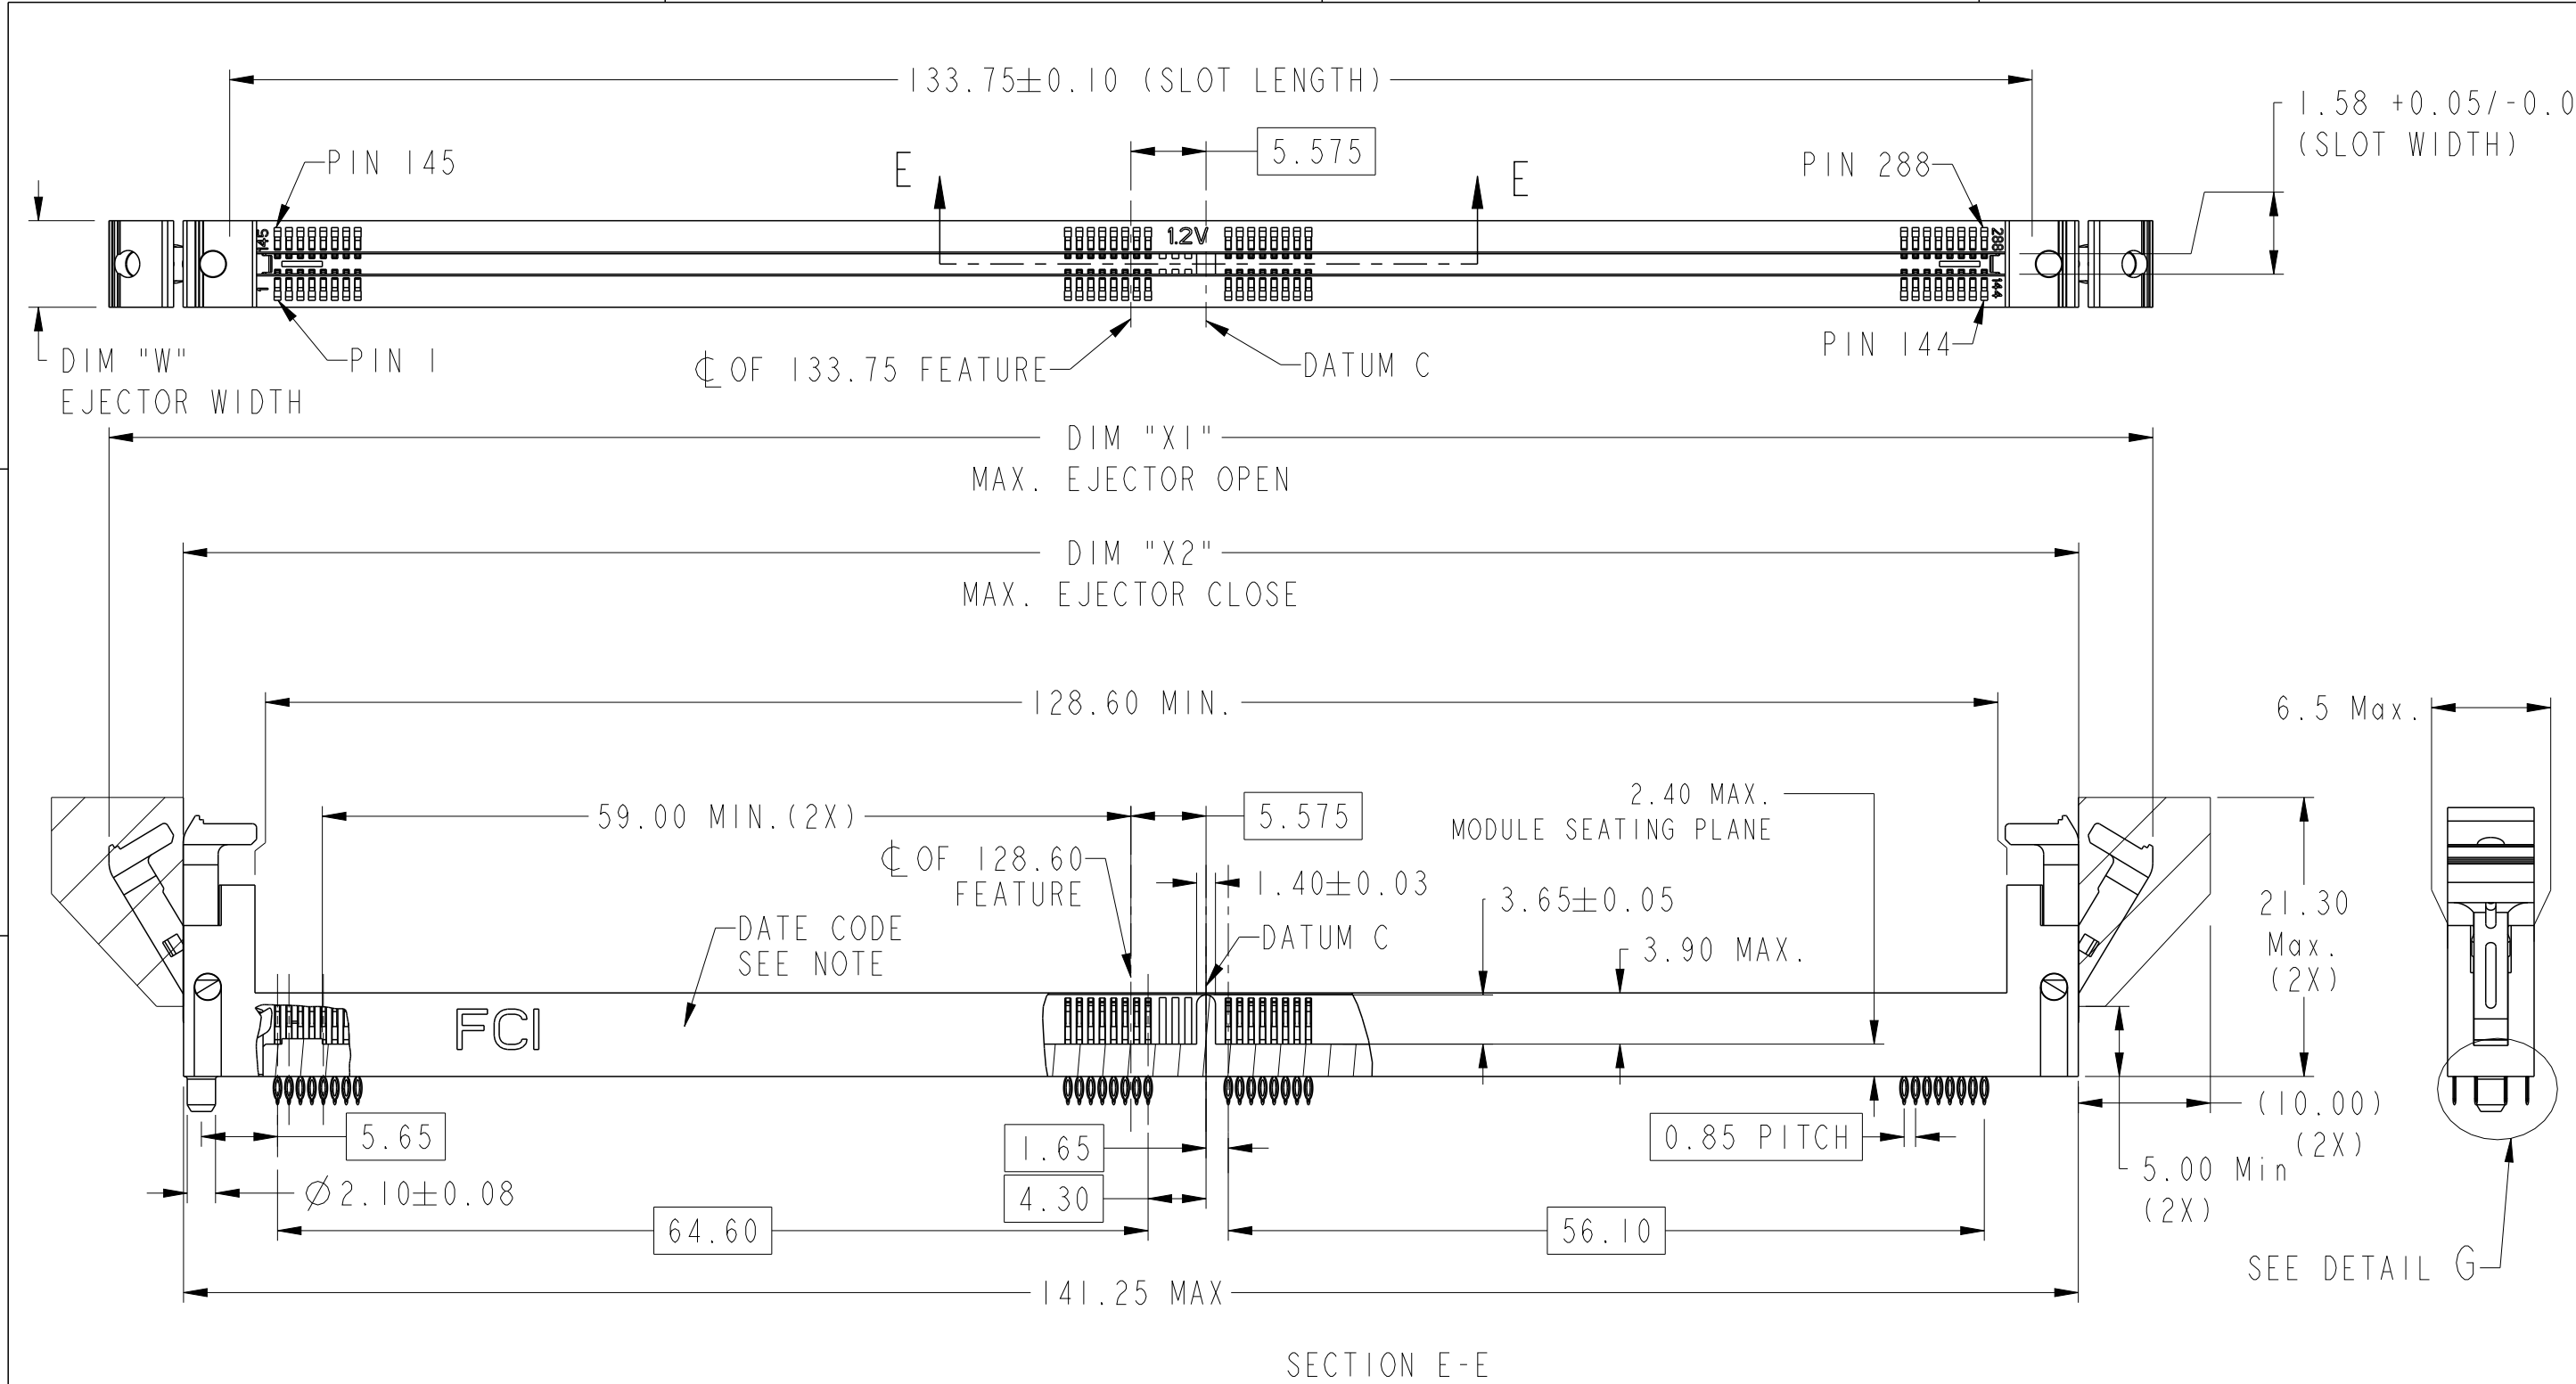 133.75±0.10 (SLOT LENGTH)
1.58 +0.05/-0.0
(SLOT WIDTH)
5.575
PIN 145
E
E
PIN 288
145
1.2V
288
1
144
DIM "W"
EJECTOR WIDTH
PIN 1
℄ OF 133.75 FEATURE
DATUM C
PIN 144
DIM "X1"
MAX. EJECTOR OPEN
DIM "X2"
MAX. EJECTOR CLOSE
128.60 MIN.
6.5 Max.
59.00 MIN.(2X)
5.575
2.40 MAX.
MODULE SEATING PLANE
℄ OF 128.60
FEATURE
1.40±0.03
3.65±0.05
DATE CODE
SEE NOTE
DATUM C
3.90 MAX.
21.30
Max.
(2X)
FCI
5.65
1.65
0.85 PITCH
(10.00)
(2X)
5.00 Min
(2X)
⌀2.10±0.08
4.30
64.60
56.10
SEE DETAIL G
141.25 MAX
SECTION E-E